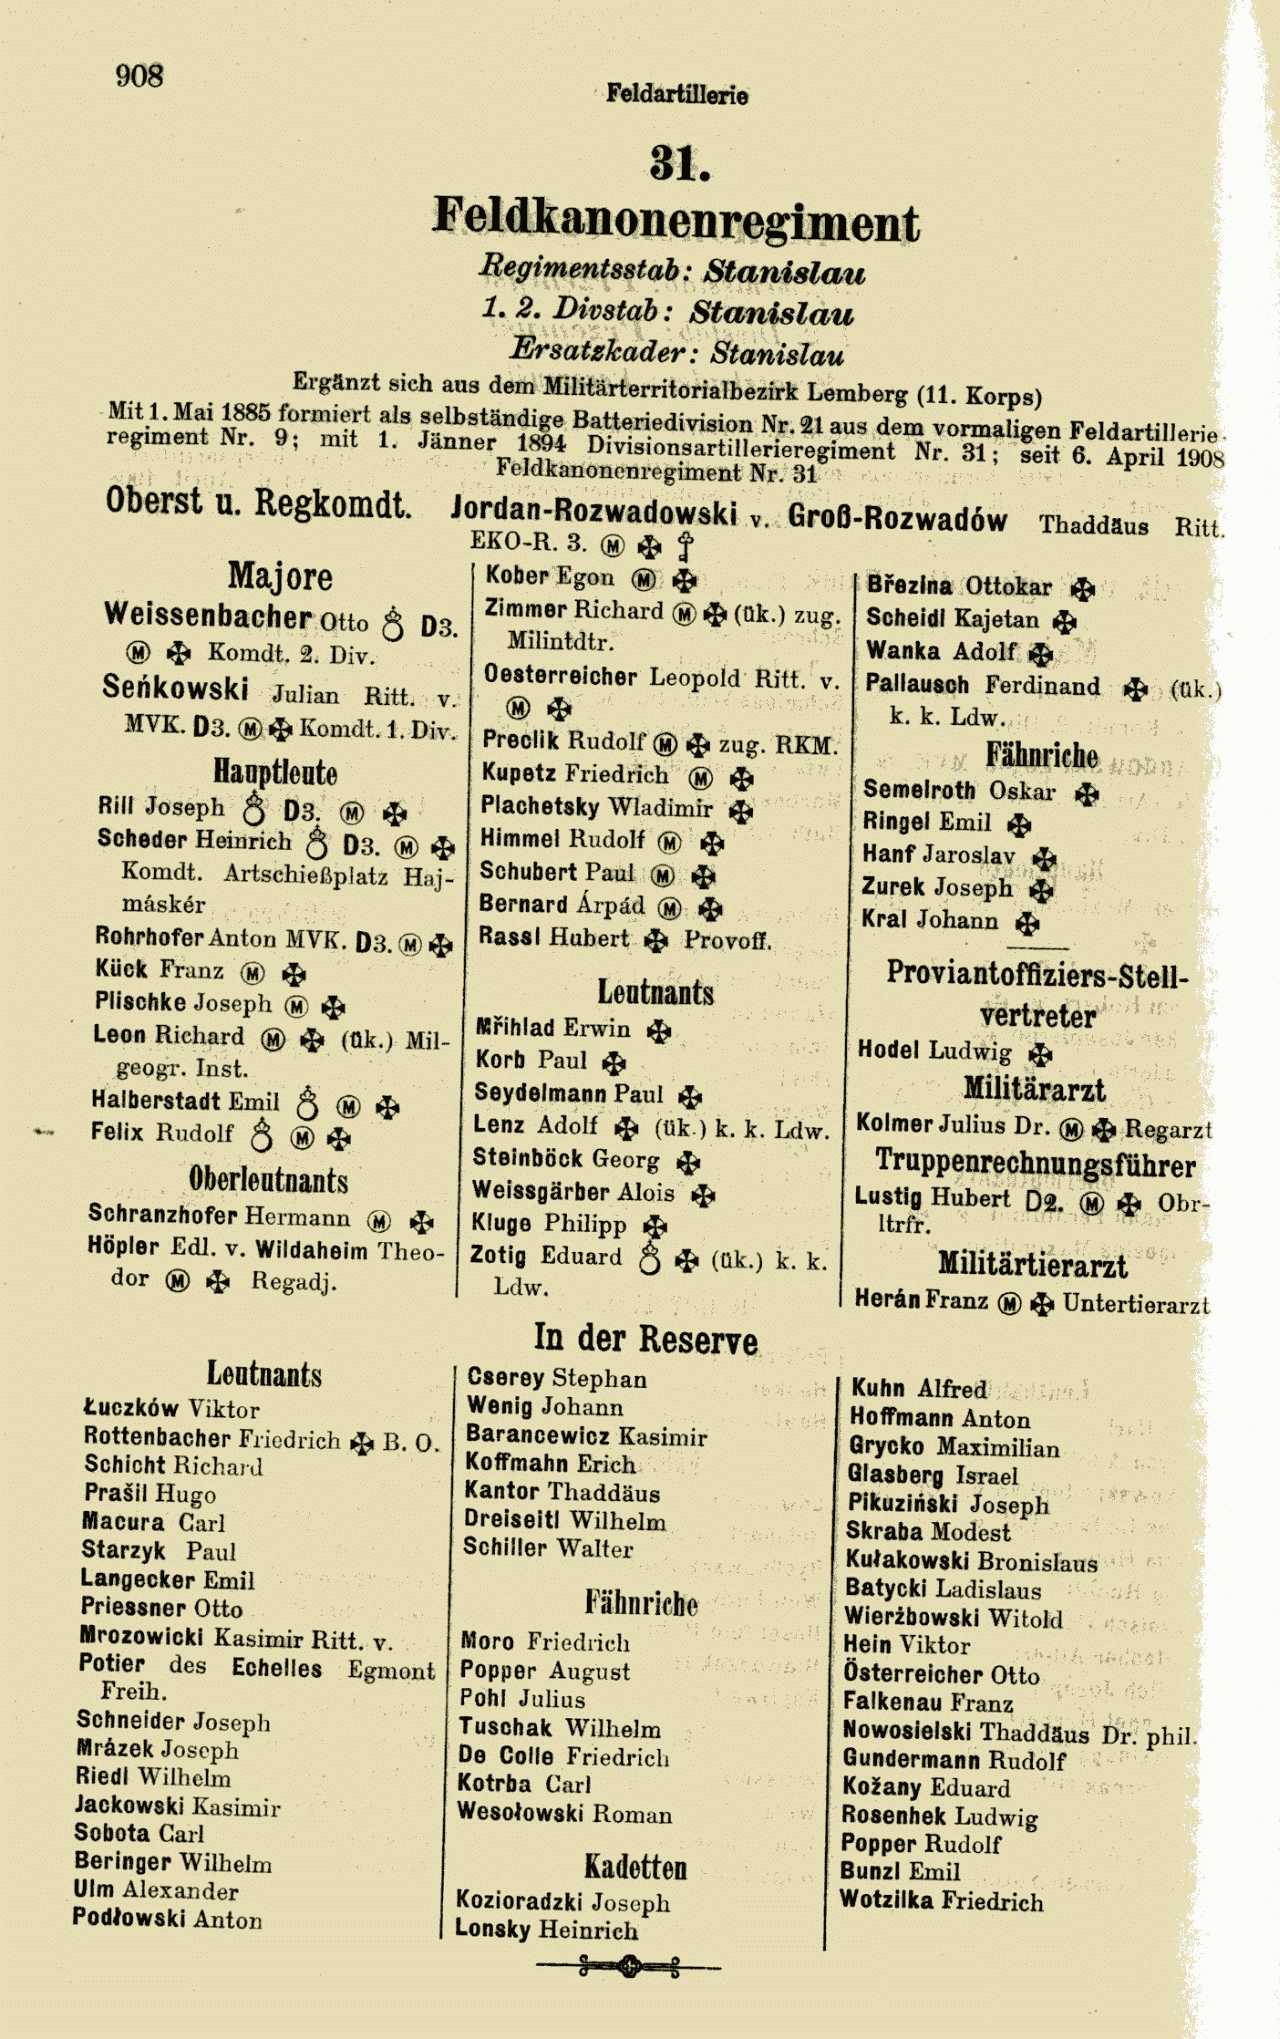 908
Feldartillerie
31.
Feldkanonenregiment
Regimentsstab: Stanislau
1. 2. Divstab: Stanislau
Ersatzkader: Stanislau
Ergänzt sich aus dem Militärterritorialbezirk Lemberg (11. Korps)
Mit 1. Mai 1885 formiert als selbständige Batteriedivision Nr. 21 aus dem vormaligen Feldartillerie-
regiment Nr. 9; mit 1. Jänner 1894 Divisionsartillerieregiment Nr. 31; seit 6. April 1908
Feldkanonenregiment Nr. 31
Oberst u. Regkomdt. Jordan-Rozwadowski v. Groß-Rozwadów Thaddäus Ritt.
EKO-R. 3. Ⓜ ✠
Majore
Weissenbacher Otto D3.
Ⓜ ✠ Komdt. 2. Div.
Seńkowski Julian Ritt. v.
MVK. D3. Ⓜ ✠ Komdt. 1. Div.
Hauptleute
Rill Joseph D3. Ⓜ ✠
Scheder Heinrich D3. Ⓜ ✠
Komdt. Artschießplatz Haj-
máskér
Rohrhofer Anton MVK. D3. Ⓜ ✠
Kück Franz Ⓜ ✠
Plischke Joseph Ⓜ ✠
Leon Richard Ⓜ ✠ (ük.) Mil-
geogr. Inst.
Halberstadt Emil Ⓜ ✠
Felix Rudolf Ⓜ ✠
Oberleutnants
Schranzhofer Hermann Ⓜ ✠
Höpler Edl. v. Wildaheim Theo-
dor Ⓜ ✠ Regadj.
Kober Egon Ⓜ ✠
Zimmer Richard Ⓜ ✠ (ük.) zug.
Milintdtr.
Oesterreicher Leopold Ritt. v.
Ⓜ ✠
Preclik Rudolf Ⓜ ✠ zug. RKM.
Kupetz Friedrich Ⓜ ✠
Plachetsky Wladimir ✠
Himmel Rudolf Ⓜ ✠
Schubert Paul Ⓜ ✠
Bernard Árpád Ⓜ ✠
Rassl Hubert ✠ Provoff.
Leutnants
Mřihlad Erwin ✠
Korb Paul ✠
Seydelmann Paul ✠
Lenz Adolf ✠ (ük.) k. k. Ldw.
Steinböck Georg ✠
Weissgärber Alois ✠
Kluge Philipp ✠
Zotig Eduard ✠ (ük.) k. k.
Ldw.
Březina Ottokar ✠
Scheidl Kajetan ✠
Wanka Adolf ✠
Pallausch Ferdinand ✠ (ük.)
k. k. Ldw.
Fähnriche
Semelroth Oskar ✠
Ringel Emil ✠
Hanf Jaroslav ✠
Zurek Joseph ✠
Kral Johann ✠
Proviantoffiziers-Stell-
vertreter
Hodel Ludwig ✠
Militärarzt
Kolmer Julius Dr. Ⓜ ✠ Regarzt
Truppenrechnungsführer
Lustig Hubert D2. Ⓜ ✠ Obr-
ltrfr.
Militärtierarzt
Herán Franz Ⓜ ✠ Untertierarzt
In der Reserve
Leutnants
Łuczków Viktor
Rottenbacher Friedrich ✠ B. O.
Schicht Richard
Prašil Hugo
Macura Carl
Starzyk Paul
Langecker Emil
Priessner Otto
Mrozowicki Kasimir Ritt. v.
Potier des Echelles Egmont
Freih.
Schneider Joseph
Mrázek Joseph
Riedl Wilhelm
Jackowski Kasimir
Sobota Carl
Beringer Wilhelm
Ulm Alexander
Podłowski Anton
Cserey Stephan
Wenig Johann
Barancewicz Kasimir
Koffmahn Erich
Kantor Thaddäus
Dreiseitl Wilhelm
Schiller Walter
Fähnriche
Moro Friedrich
Popper August
Pohl Julius
Tuschak Wilhelm
De Colle Friedrich
Kotrba Carl
Wesołowski Roman
Kadetten
Kozioradzki Joseph
Lonsky Heinrich
Kuhn Alfred
Hoffmann Anton
Grycko Maximilian
Glasberg Israel
Pikuziński Joseph
Skraba Modest
Kułakowski Bronislaus
Batycki Ladislaus
Wierżbowski Witold
Hein Viktor
Österreicher Otto
Falkenau Franz
Nowosielski Thaddäus Dr. phil.
Gundermann Rudolf
Kožany Eduard
Rosenhek Ludwig
Popper Rudolf
Bunzl Emil
Wotzilka Friedrich